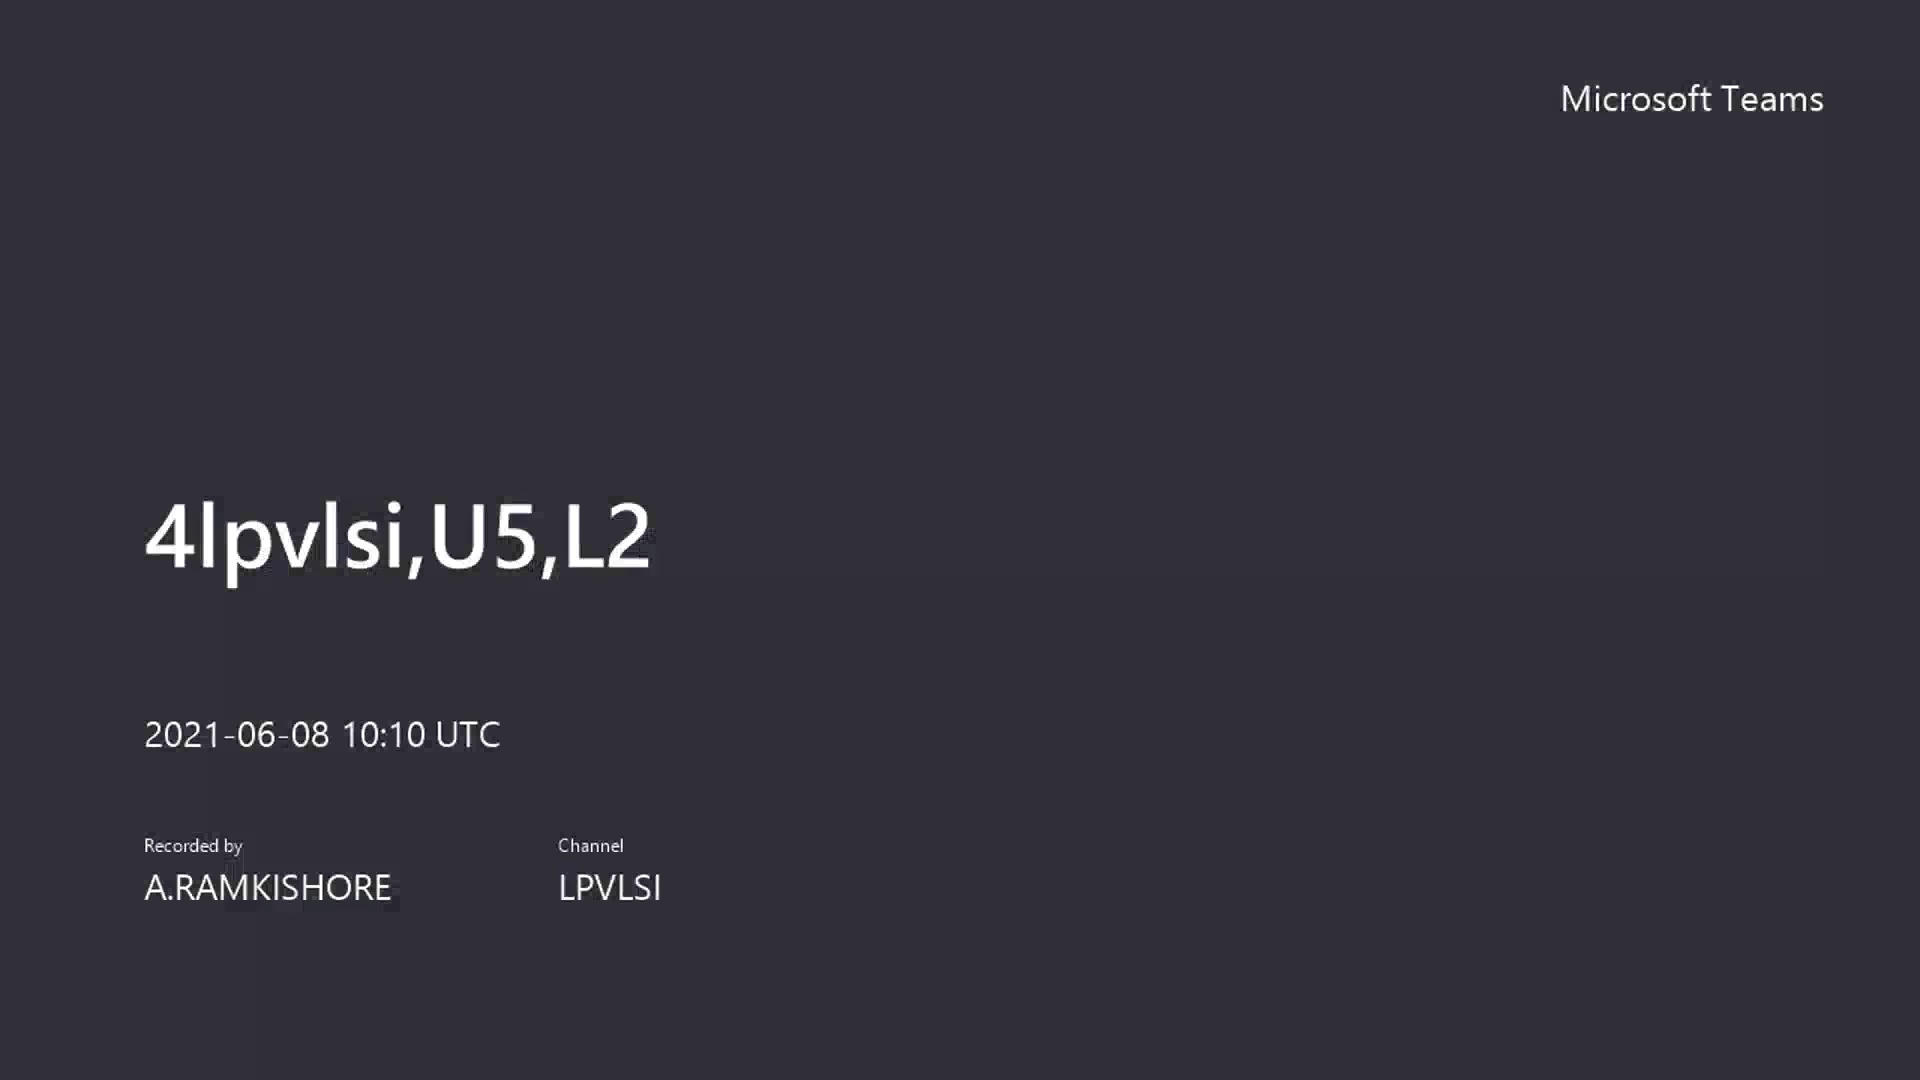 Microsoft Teams
4lpvlsi,U5,L2
2021-06-08 10:10 UTC
Recorded by
A.RAMKISHORE
Channel
LPVLSI